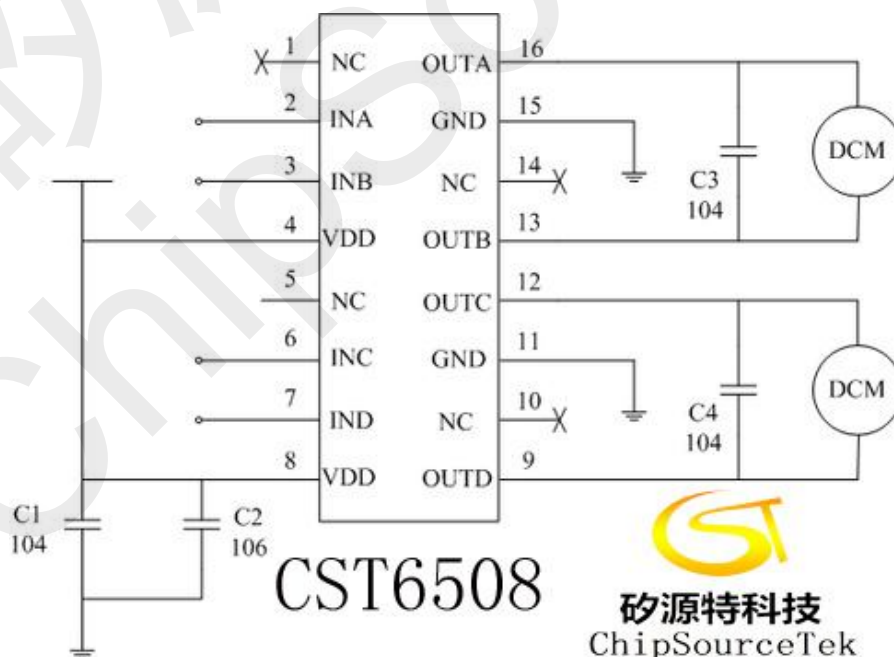 1 NC OUTA 16
2 INA GND 15
3 INB NC 14
4 VDD OUTB 13
5 NC OUTC 12
6 INC GND 11
7 IND NC 10
8 VDD OUTD 9
C3
104
DCM
C4
104
DCM
C1
104
C2
106
CST6508
CST
矽源特科技
ChipSourceTek
ChipSo